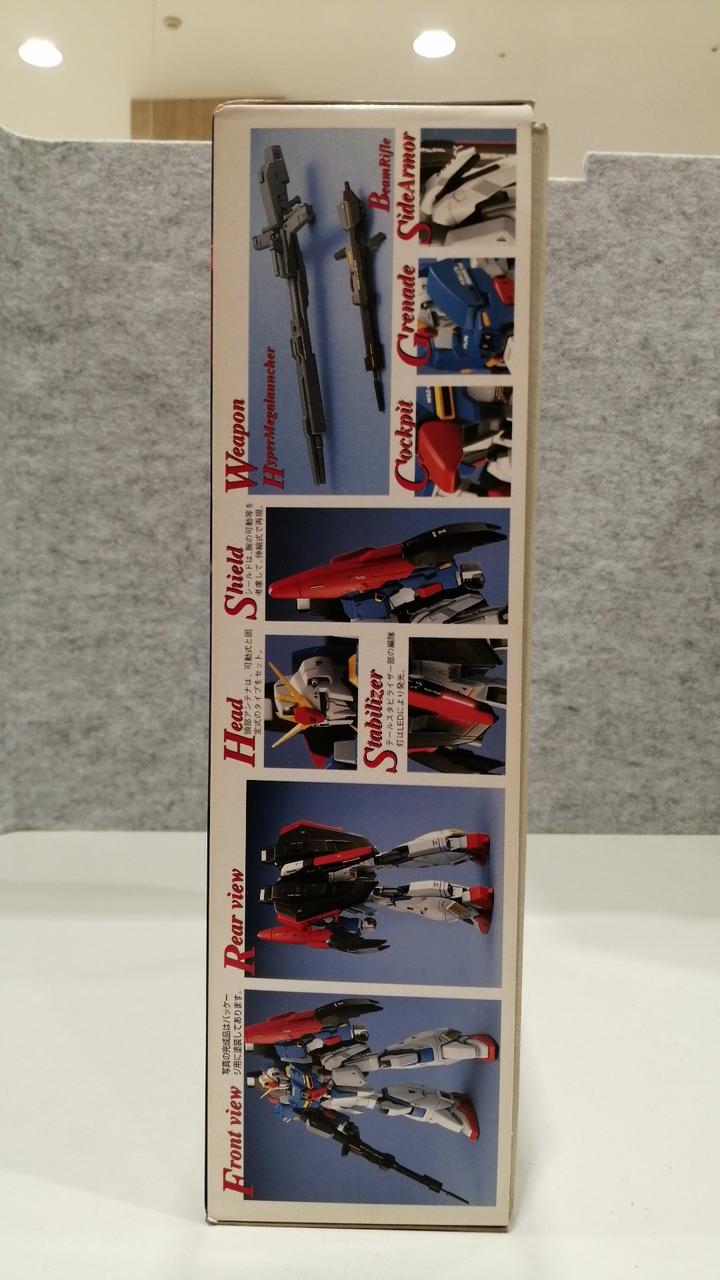 Front view
写真の完成品はパッケー
ジ用に塗装してあります。
Rear view
Head
頭部アンテナは、可動式と固
定式のタイプをセット。
Stabilizer
テールスタビライザー部の編隊
灯はLEDにより発光。
Shield
シールドは、腕の可動等を
考慮して、伸縮式で再現。
Weapon
HyperMegalauncher
BeamRifle
Cockpit
Grenade
SideArmor